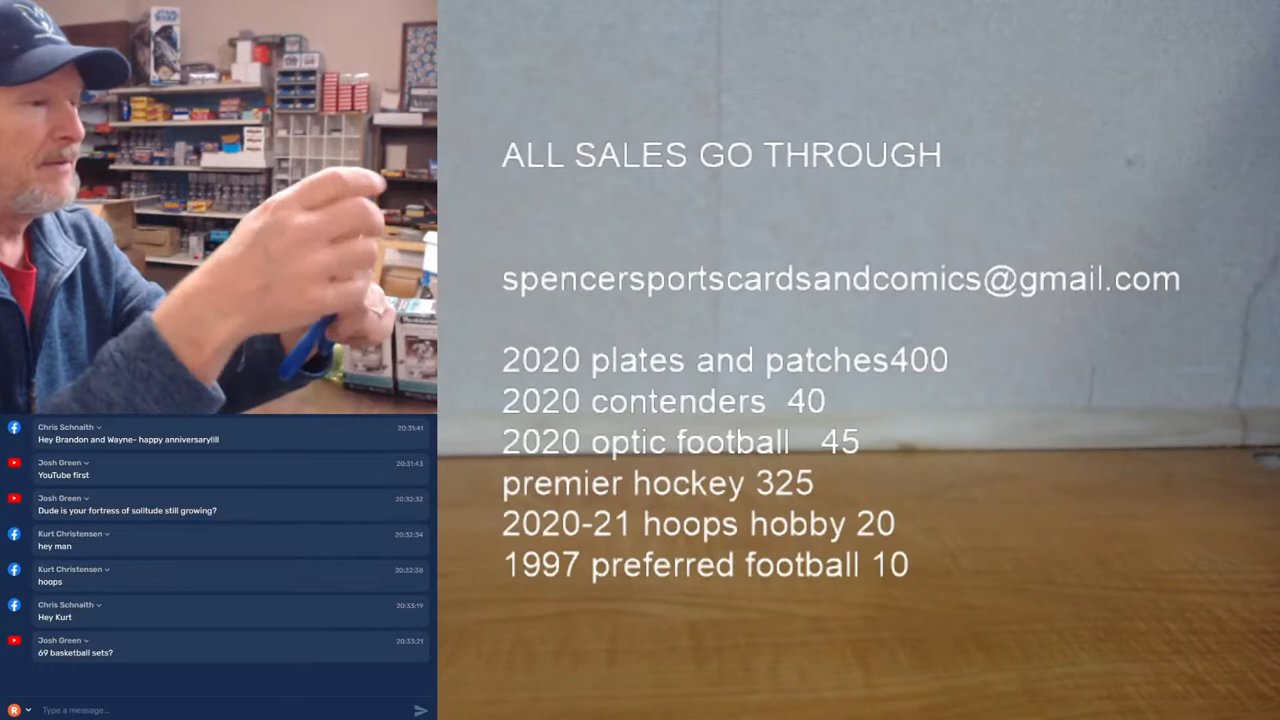 ALL SALES GO THROUGH
spencersportscardsandcomics@gmail.com
2020 plates and patches400
2020 contenders 40
2020 optic football 45
premier hockey 325
2020-21 hoops hobby 20
1997 preferred football 10
Chris Schnaith
20:31:41
Hey Brandon and Wayne- happy anniversary!!!!
Josh Green
20:31:43
YouTube first
Josh Green
20:32:32
Dude is your fortress of solitude still growing?
Kurt Christensen
20:32:34
hey man
Kurt Christensen
20:32:38
hoops
Chris Schnaith
20:33:19
Hey Kurt
Josh Green
20:33:21
69 basketball sets?
R
Type a message...